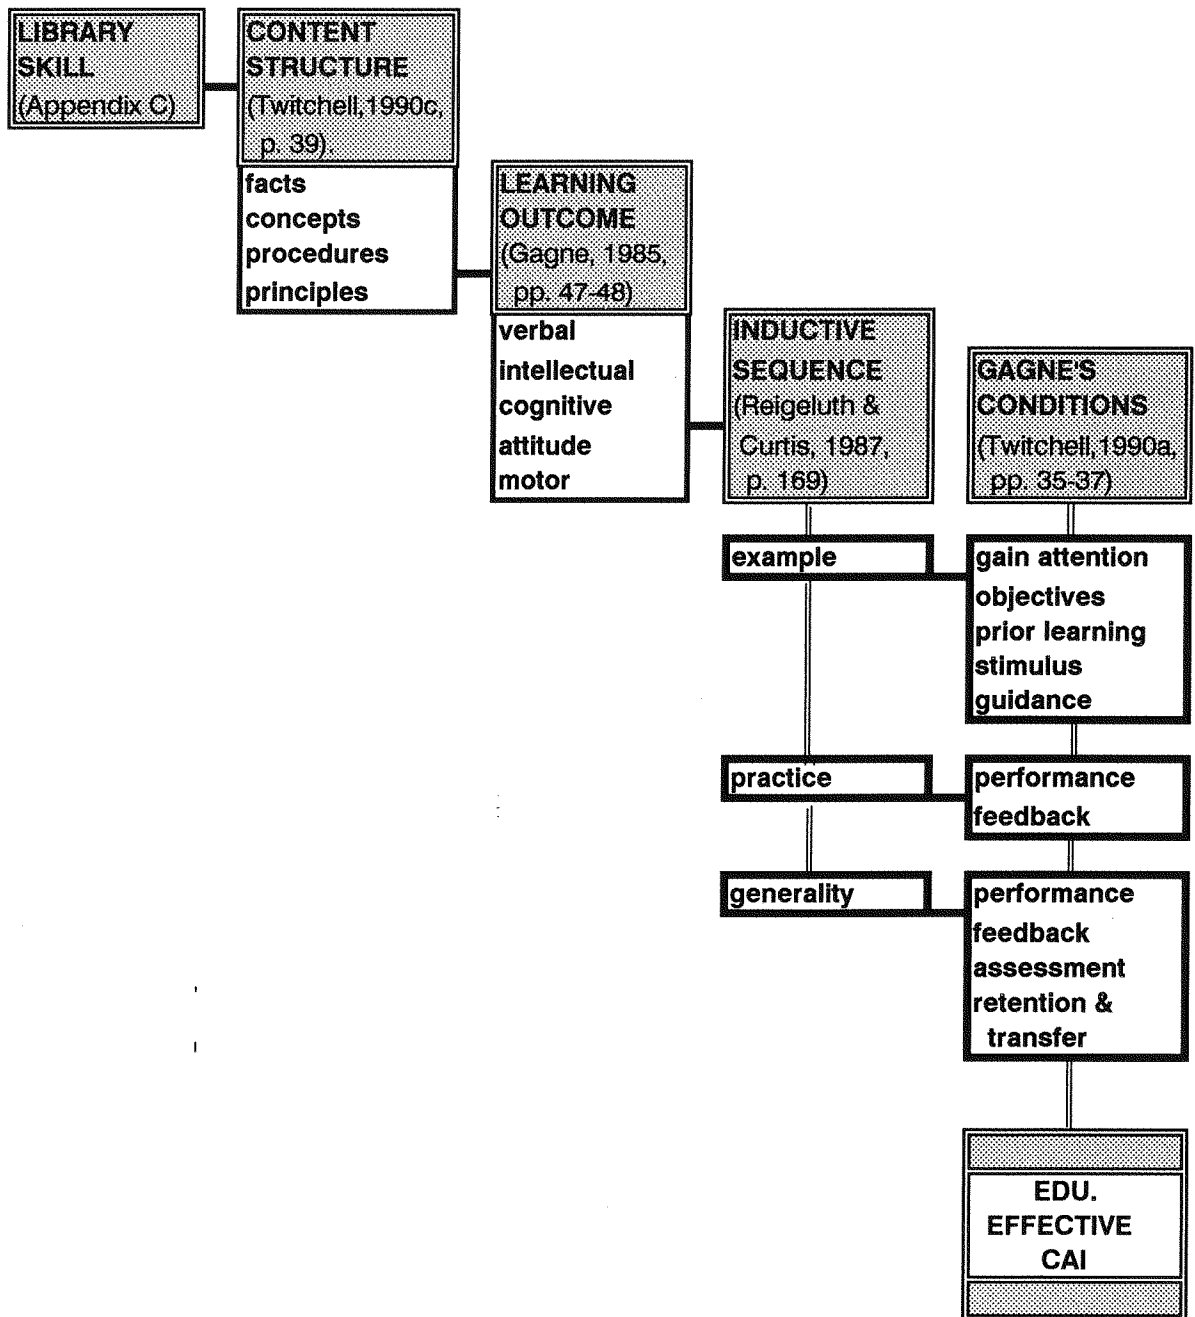 LIBRARY
SKILL
(Appendix C)
CONTENT
STRUCTURE
(Twitchell,1990c,
p. 39).
facts
concepts
procedures
principles
LEARNING
OUTCOME
(Gagne, 1985,
pp. 47-48)
verbal
intellectual
cognitive
attitude
motor
INDUCTIVE
SEQUENCE
(Reigeluth &
Curtis, 1987,
p. 169)
example
practice
generality
GAGNE'S
CONDITIONS
(Twitchell,1990a,
pp. 35-37)
gain attention
objectives
prior learning
stimulus
guidance
performance
feedback
performance
feedback
assessment
retention &
transfer
EDU.
EFFECTIVE
CAI